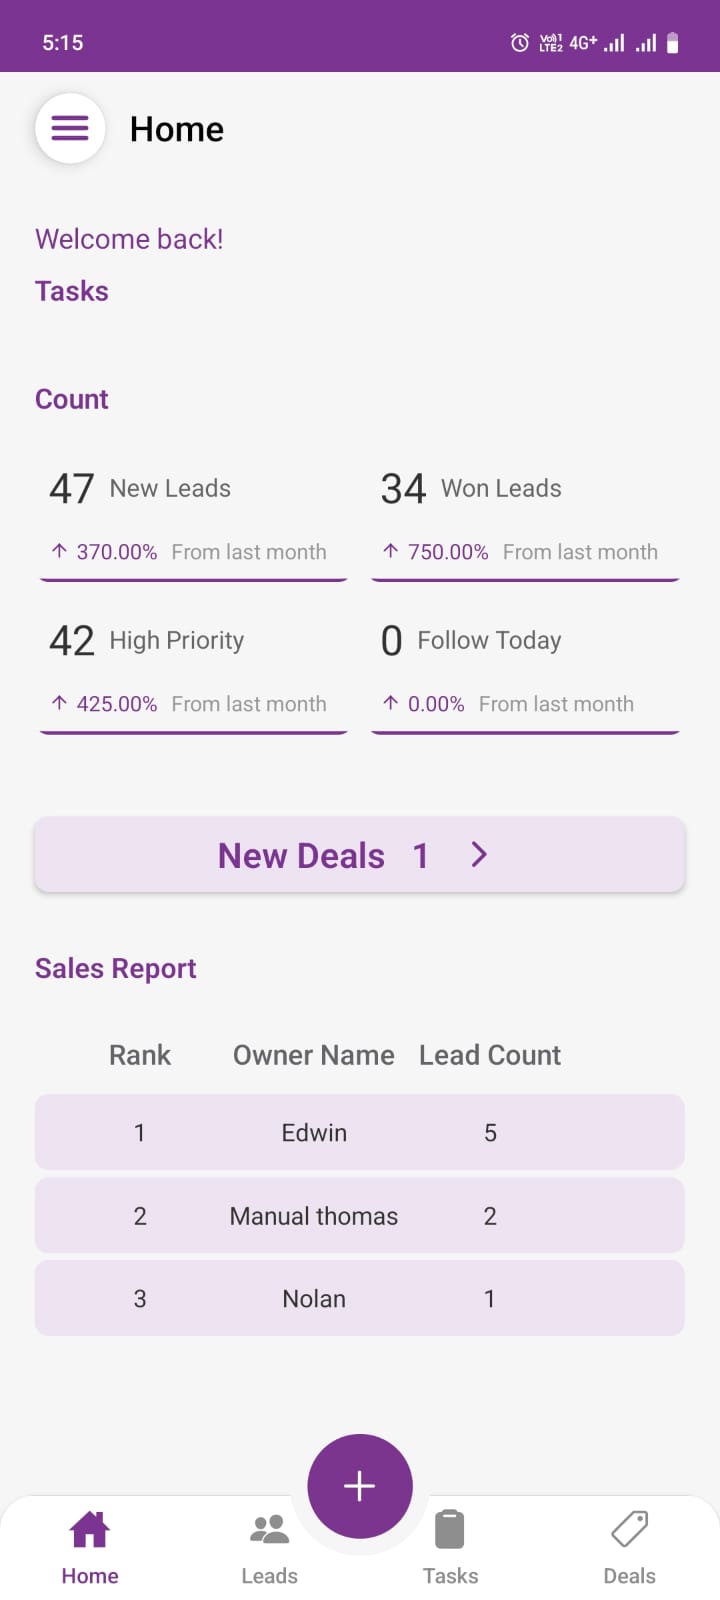 5:15 Vo)) 1 LTE2 4G+
Home
Welcome back!
Tasks
Count
47 New Leads
↑ 370.00% From last month
34 Won Leads
↑ 750.00% From last month
42 High Priority
↑ 425.00% From last month
0 Follow Today
↑ 0.00% From last month
New Deals 1 >
Sales Report
Rank Owner Name Lead Count
1 Edwin 5
2 Manual thomas 2
3 Nolan 1
+
Home Leads Tasks Deals